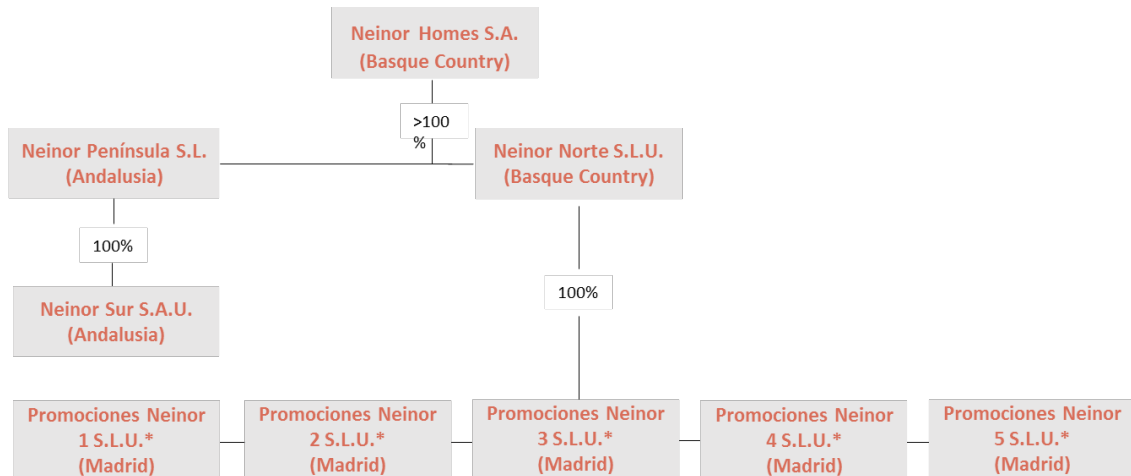 Neinor Homes S.A.
(Basque Country)
>100
%
Neinor Península S.L.
(Andalusia)
Neinor Norte S.L.U.
(Basque Country)
100%
100%
Neinor Sur S.A.U.
(Andalusia)
Promociones Neinor
1 S.L.U.*
(Madrid)
Promociones Neinor
2 S.L.U.*
(Madrid)
Promociones Neinor
3 S.L.U.*
(Madrid)
Promociones Neinor
4 S.L.U.*
(Madrid)
Promociones Neinor
5 S.L.U.*
(Madrid)